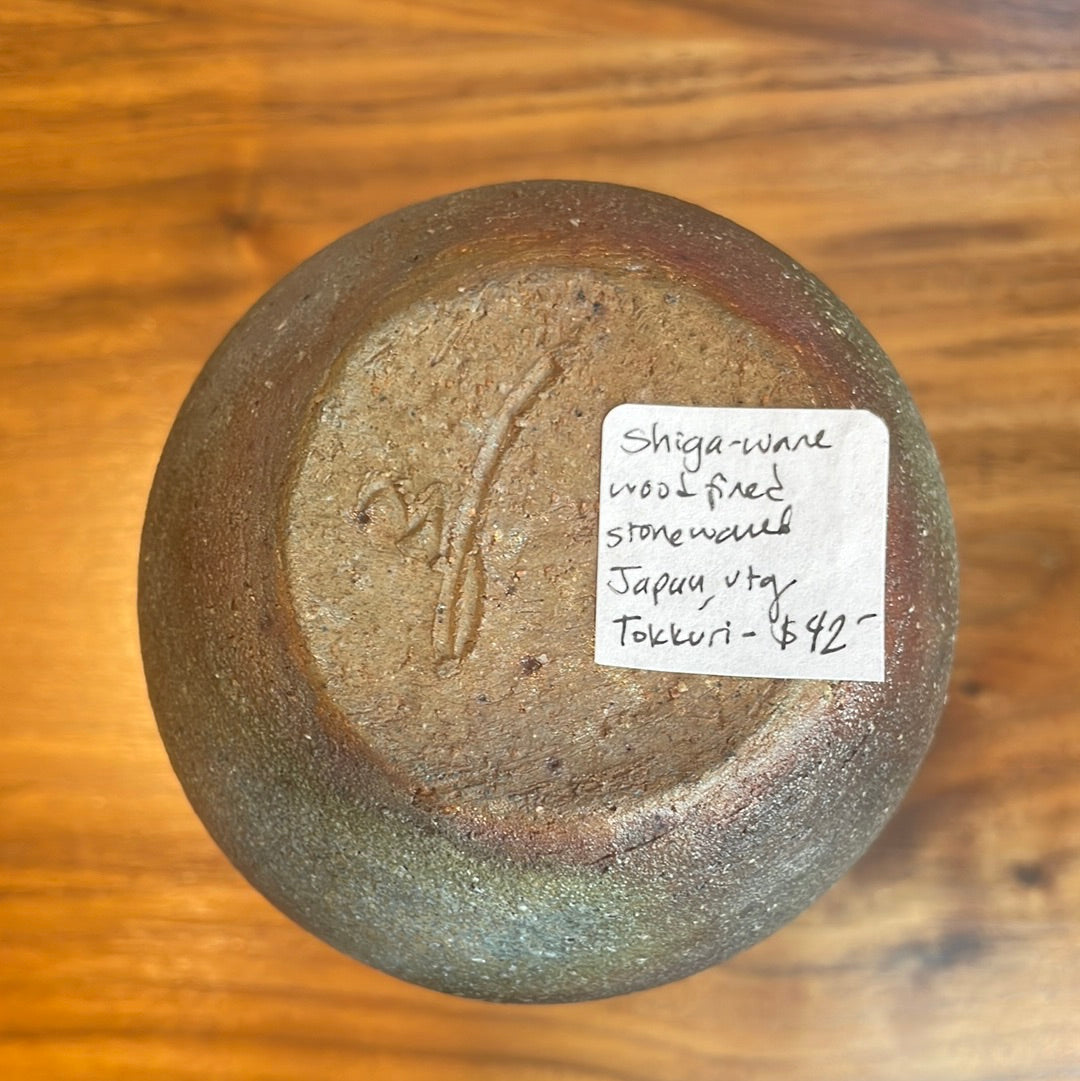 Shiga-ware
wood fired
stoneware
Japan, vtg
Tokkuri - $42-